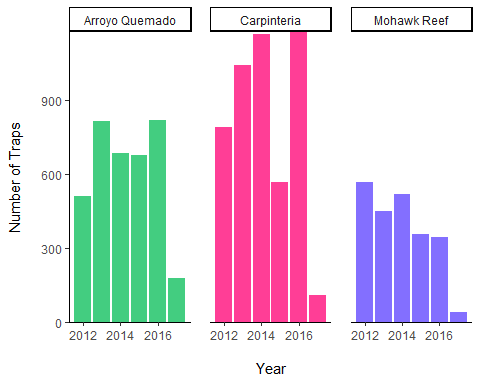 Arroyo Quemado
Carpinteria
Mohawk Reef
Number of Traps
900
600
300
0
2012 2014 2016
2012 2014 2016
2012 2014 2016
Year